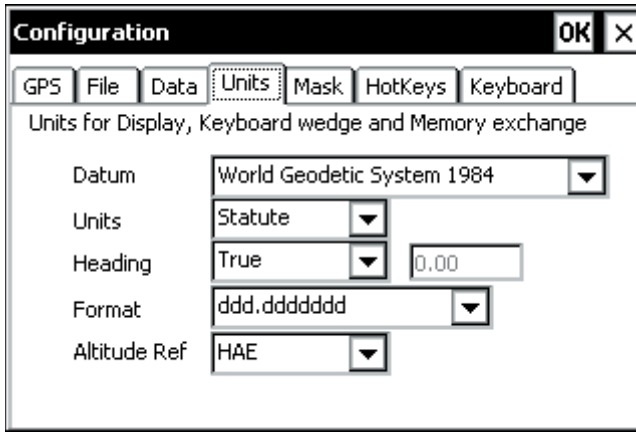 Configuration OK ×
GPS File Data Units Mask HotKeys Keyboard
Units for Display, Keyboard wedge and Memory exchange
Datum World Geodetic System 1984
Units Statute
Heading True 0.00
Format ddd.ddddddd
Altitude Ref HAE